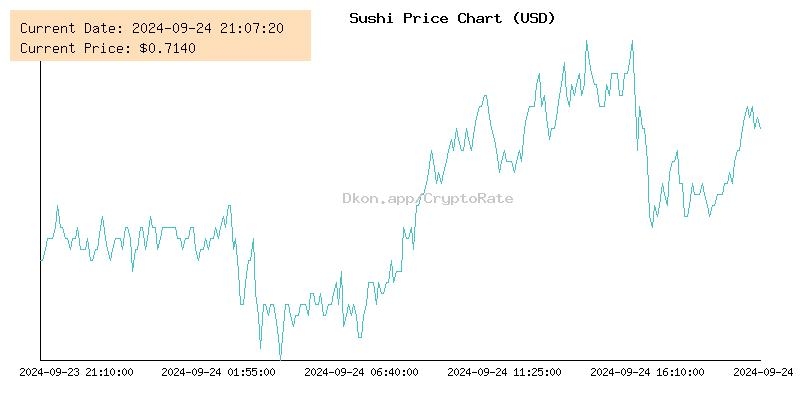 Sushi Price Chart (USD)
Current Date: 2024-09-24 21:07:20
Current Price: $0.7140
Dkon.app/CryptoRate
2024-09-23 21:10:00 2024-09-24 01:55:00 2024-09-24 06:40:00 2024-09-24 11:25:00 2024-09-24 16:10:00 2024-09-24